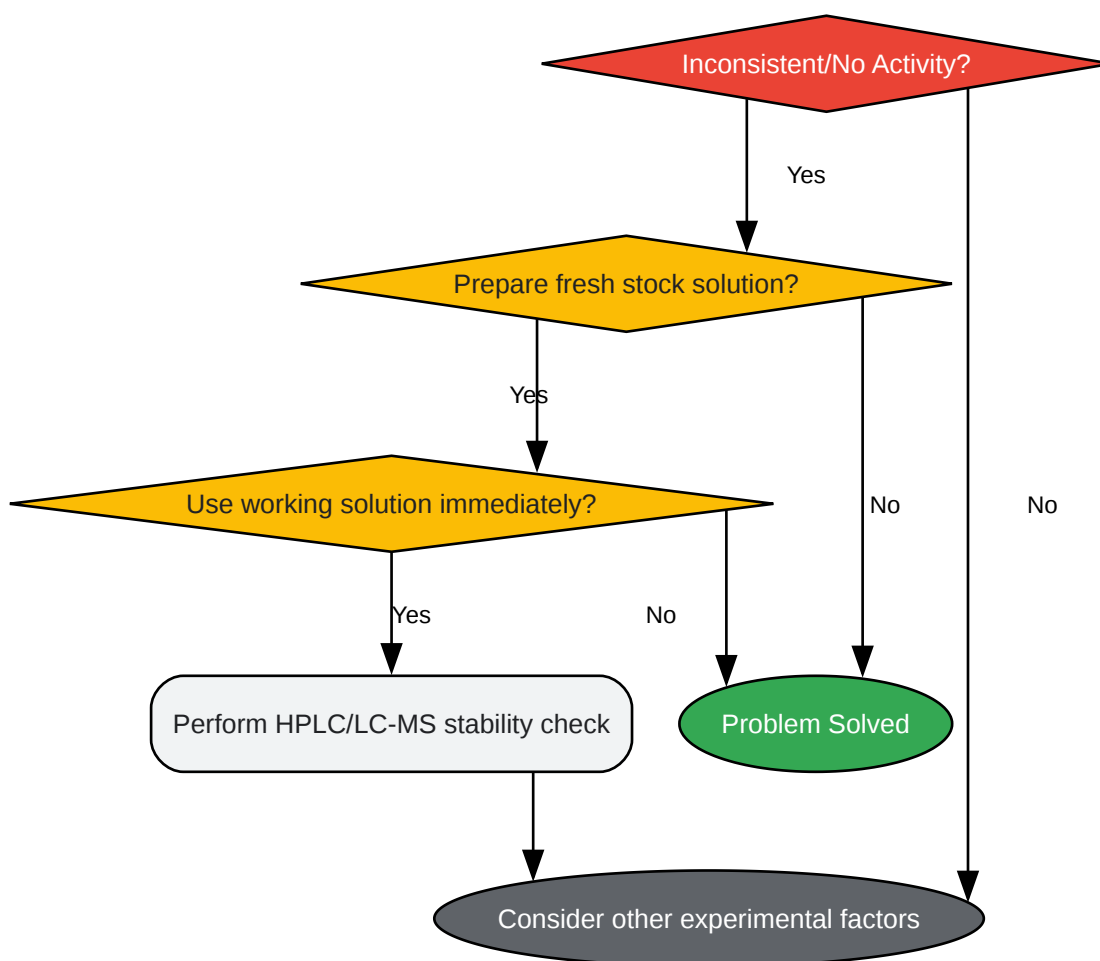 Inconsistent/No Activity?
Yes
Prepare fresh stock solution?
Yes
Use working solution immediately?
No
No
Yes
No
Perform HPLC/LC-MS stability check
Problem Solved
Consider other experimental factors